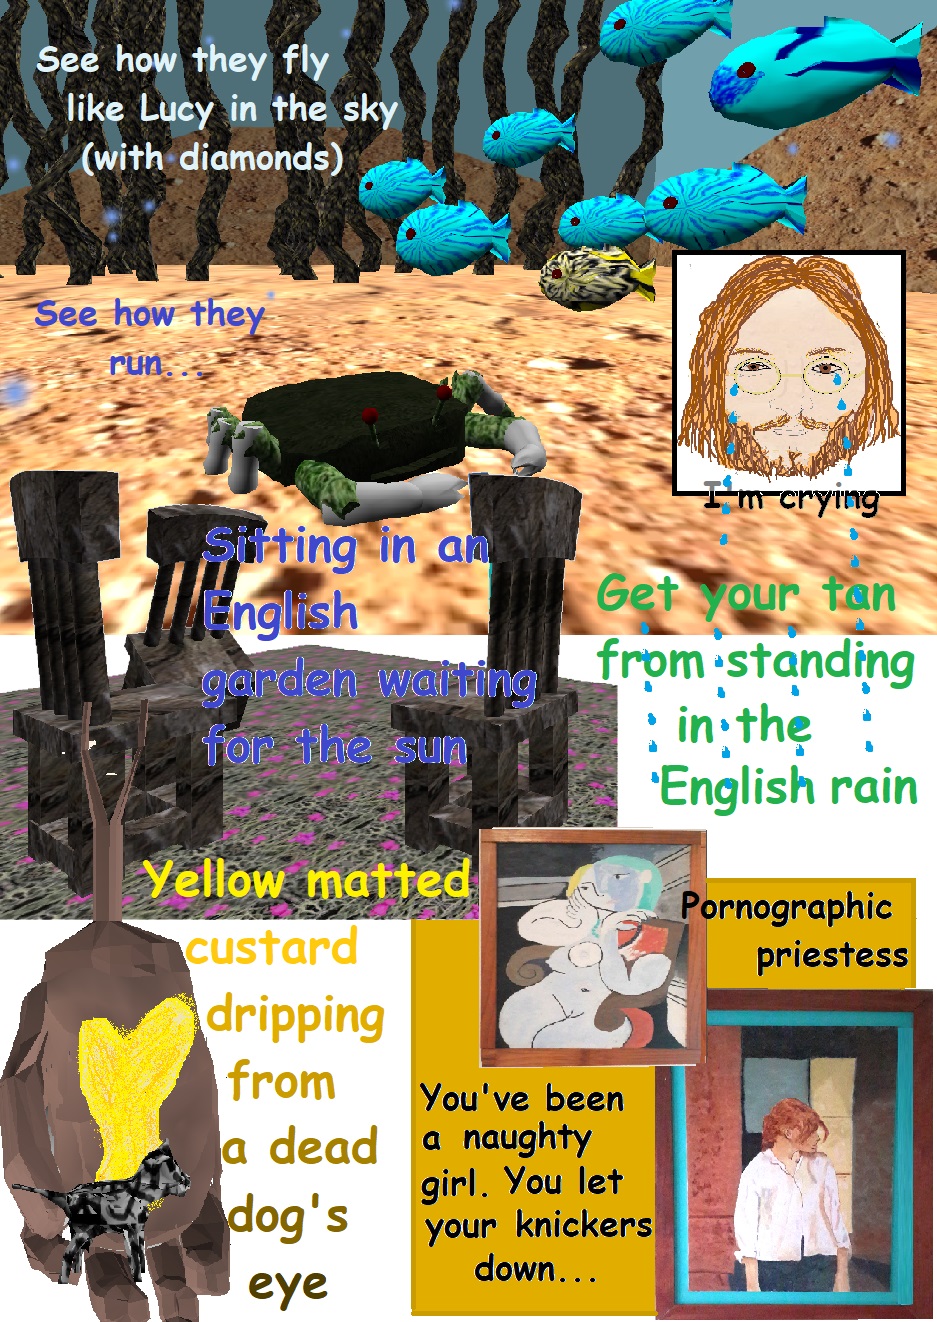 See how they fly
like Lucy in the sky
(with diamonds)
See how they
run...
I'm crying
Sitting in an
English
garden waiting
for the sun
Get your tan
from standing
in the
English rain
Yellow matted
custard
dripping
from
a dead
dog's
eye
Pornographic
priestess
You've been
a naughty
girl. You let
your knickers
down...